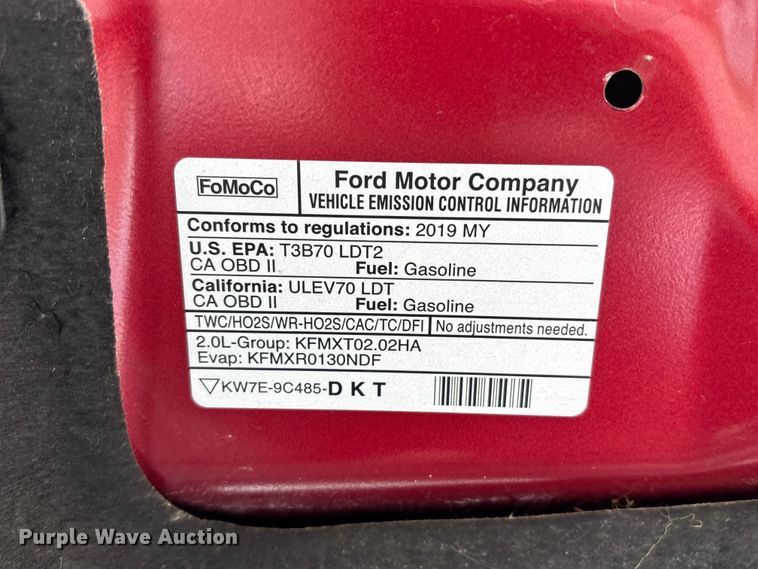 FoMoCo
Ford Motor Company
VEHICLE EMISSION CONTROL INFORMATION
Conforms to regulations: 2019 MY
U.S. EPA: T3B70 LDT2
CA OBD II Fuel: Gasoline
California: ULEV70 LDT
CA OBD II Fuel: Gasoline
TWC/HO2S/WR-HO2S/CAC/TC/DFI No adjustments needed.
2.0L-Group: KFMXT02.02HA
Evap: KFMXR0130NDF
▽KW7E-9C485-D K T
Purple Wave Auction®